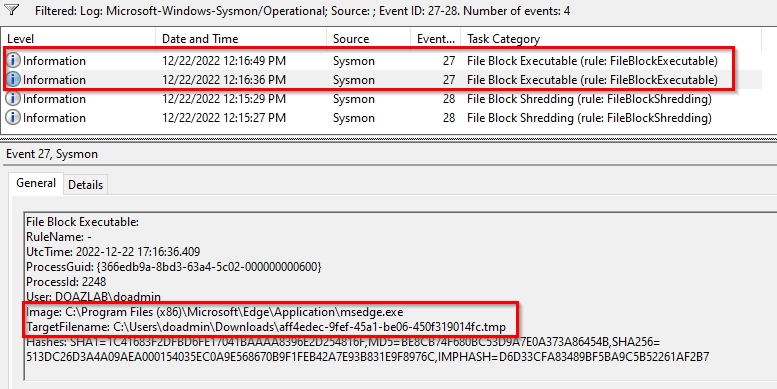 Filtered: Log: Microsoft-Windows-Sysmon/Operational; Source: ; Event ID: 27-28. Number of events: 4
Level Date and Time Source Event... Task Category
Information 12/22/2022 12:16:49 PM Sysmon 27 File Block Executable (rule: FileBlockExecutable)
Information 12/22/2022 12:16:36 PM Sysmon 27 File Block Executable (rule: FileBlockExecutable)
Information 12/22/2022 12:15:29 PM Sysmon 28 File Block Shredding (rule: FileBlockShredding)
Information 12/22/2022 12:15:27 PM Sysmon 28 File Block Shredding (rule: FileBlockShredding)
Event 27, Sysmon
General Details
File Block Executable:
RuleName: -
UtcTime: 2022-12-22 17:16:36.409
ProcessGuid: {366edb9a-8bd3-63a4-5c02-000000000600}
ProcessId: 2248
User: DOAZLAB\doadmin
Image: C:\Program Files (x86)\Microsoft\Edge\Application\msedge.exe
TargetFilename: C:\Users\doadmin\Downloads\aff4edec-9fef-45a1-be06-450f319014fc.tmp
Hashes: SHA1=1C41683F2DFBD6FE17041BAAAA8396E2D254816F,MD5=BE8CB74F680BC53D9A7E0A373A86454B,SHA256=
513DC26D3A4A09AEA000154035EC0A9E568670B9F1FEB42A7E93B831E9F8976C,IMPHASH=D6D33CFA83489BF5BA9C5B52261AF2B7